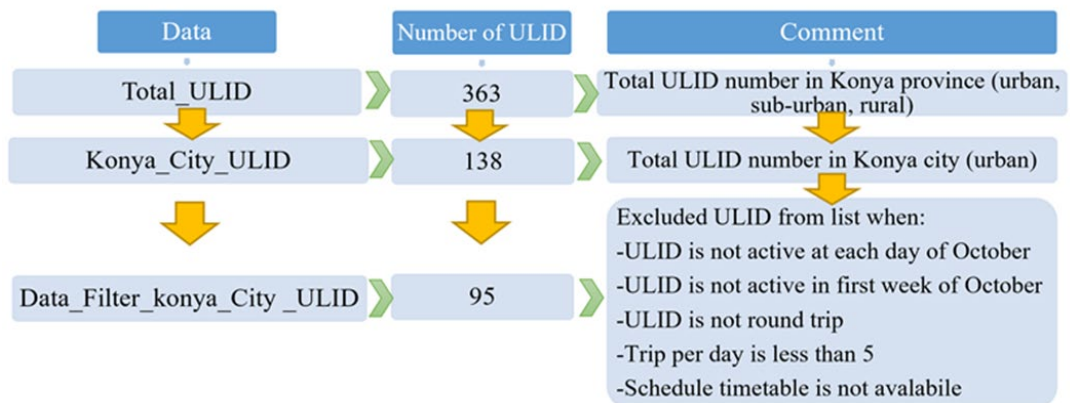 Data
Number of ULID
Comment
Total_ULID
363
Total ULID number in Konya province (urban,
sub-urban, rural)
Konya_City_ULID
138
Total ULID number in Konya city (urban)
Data_Filter_konya_City _ULID
95
Excluded ULID from list when:
-ULID is not active at each day of October
-ULID is not active in first week of October
-ULID is not round trip
-Trip per day is less than 5
-Schedule timetable is not avalabile